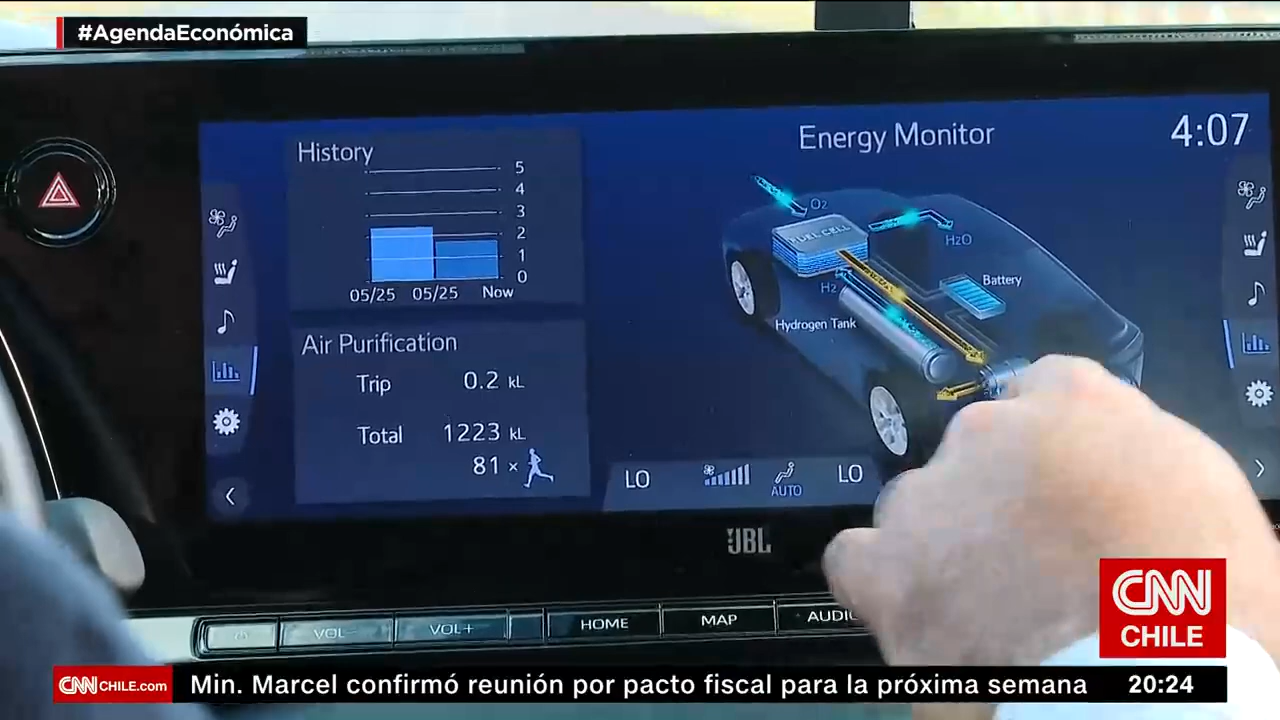 #AgendaEconómica
History
5
4
3
2
1
0
05/25 05/25 Now
Air Purification
Trip 0.2 kL
Total 1223 kL
81 ×
Energy Monitor
4:07
O2
FUEL CELL
H2O
H2
Battery
Hydrogen Tank
LO AUTO LO
JBL
VOL- VOL+ HOME MAP AUDIO
CNN
CHILE
CNNCHILE.com Min. Marcel confirmó reunión por pacto fiscal para la próxima semana 20:24